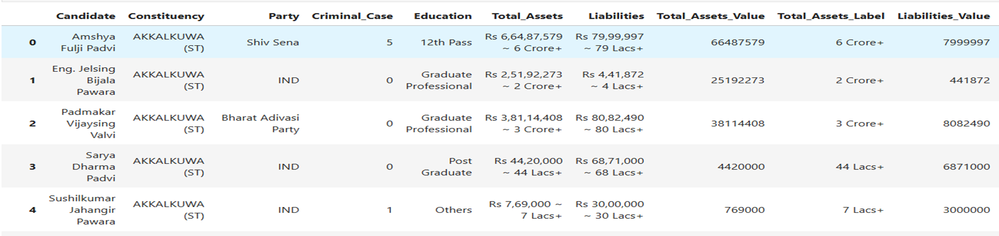 Candidate Constituency Party Criminal_Case Education Total_Assets Liabilities Total_Assets_Value Total_Assets_Label Liabilities_Value
0 Amshya Fulji Padvi AKKALKUWA (ST) Shiv Sena 5 12th Pass Rs 6,64,87,579 ~ 6 Crore+ Rs 79,99,997 ~ 79 Lacs+ 66487579 6 Crore+ 7999997
1 Eng. Jelsing Bijala Pawara AKKALKUWA (ST) IND 0 Graduate Professional Rs 2,51,92,273 ~ 2 Crore+ Rs 4,41,872 ~ 4 Lacs+ 25192273 2 Crore+ 441872
2 Padmakar Vijaysing Valvi AKKALKUWA (ST) Bharat Adivasi Party 0 Graduate Professional Rs 3,81,14,408 ~ 3 Crore+ Rs 80,82,490 ~ 80 Lacs+ 38114408 3 Crore+ 8082490
3 Sarya Dharma Padvi AKKALKUWA (ST) IND 0 Post Graduate Rs 44,20,000 ~ 44 Lacs+ Rs 68,71,000 ~ 68 Lacs+ 4420000 44 Lacs+ 6871000
4 Sushilkumar Jahangir Pawara AKKALKUWA (ST) IND 1 Others Rs 7,69,000 ~ 7 Lacs+ Rs 30,00,000 ~ 30 Lacs+ 769000 7 Lacs+ 3000000